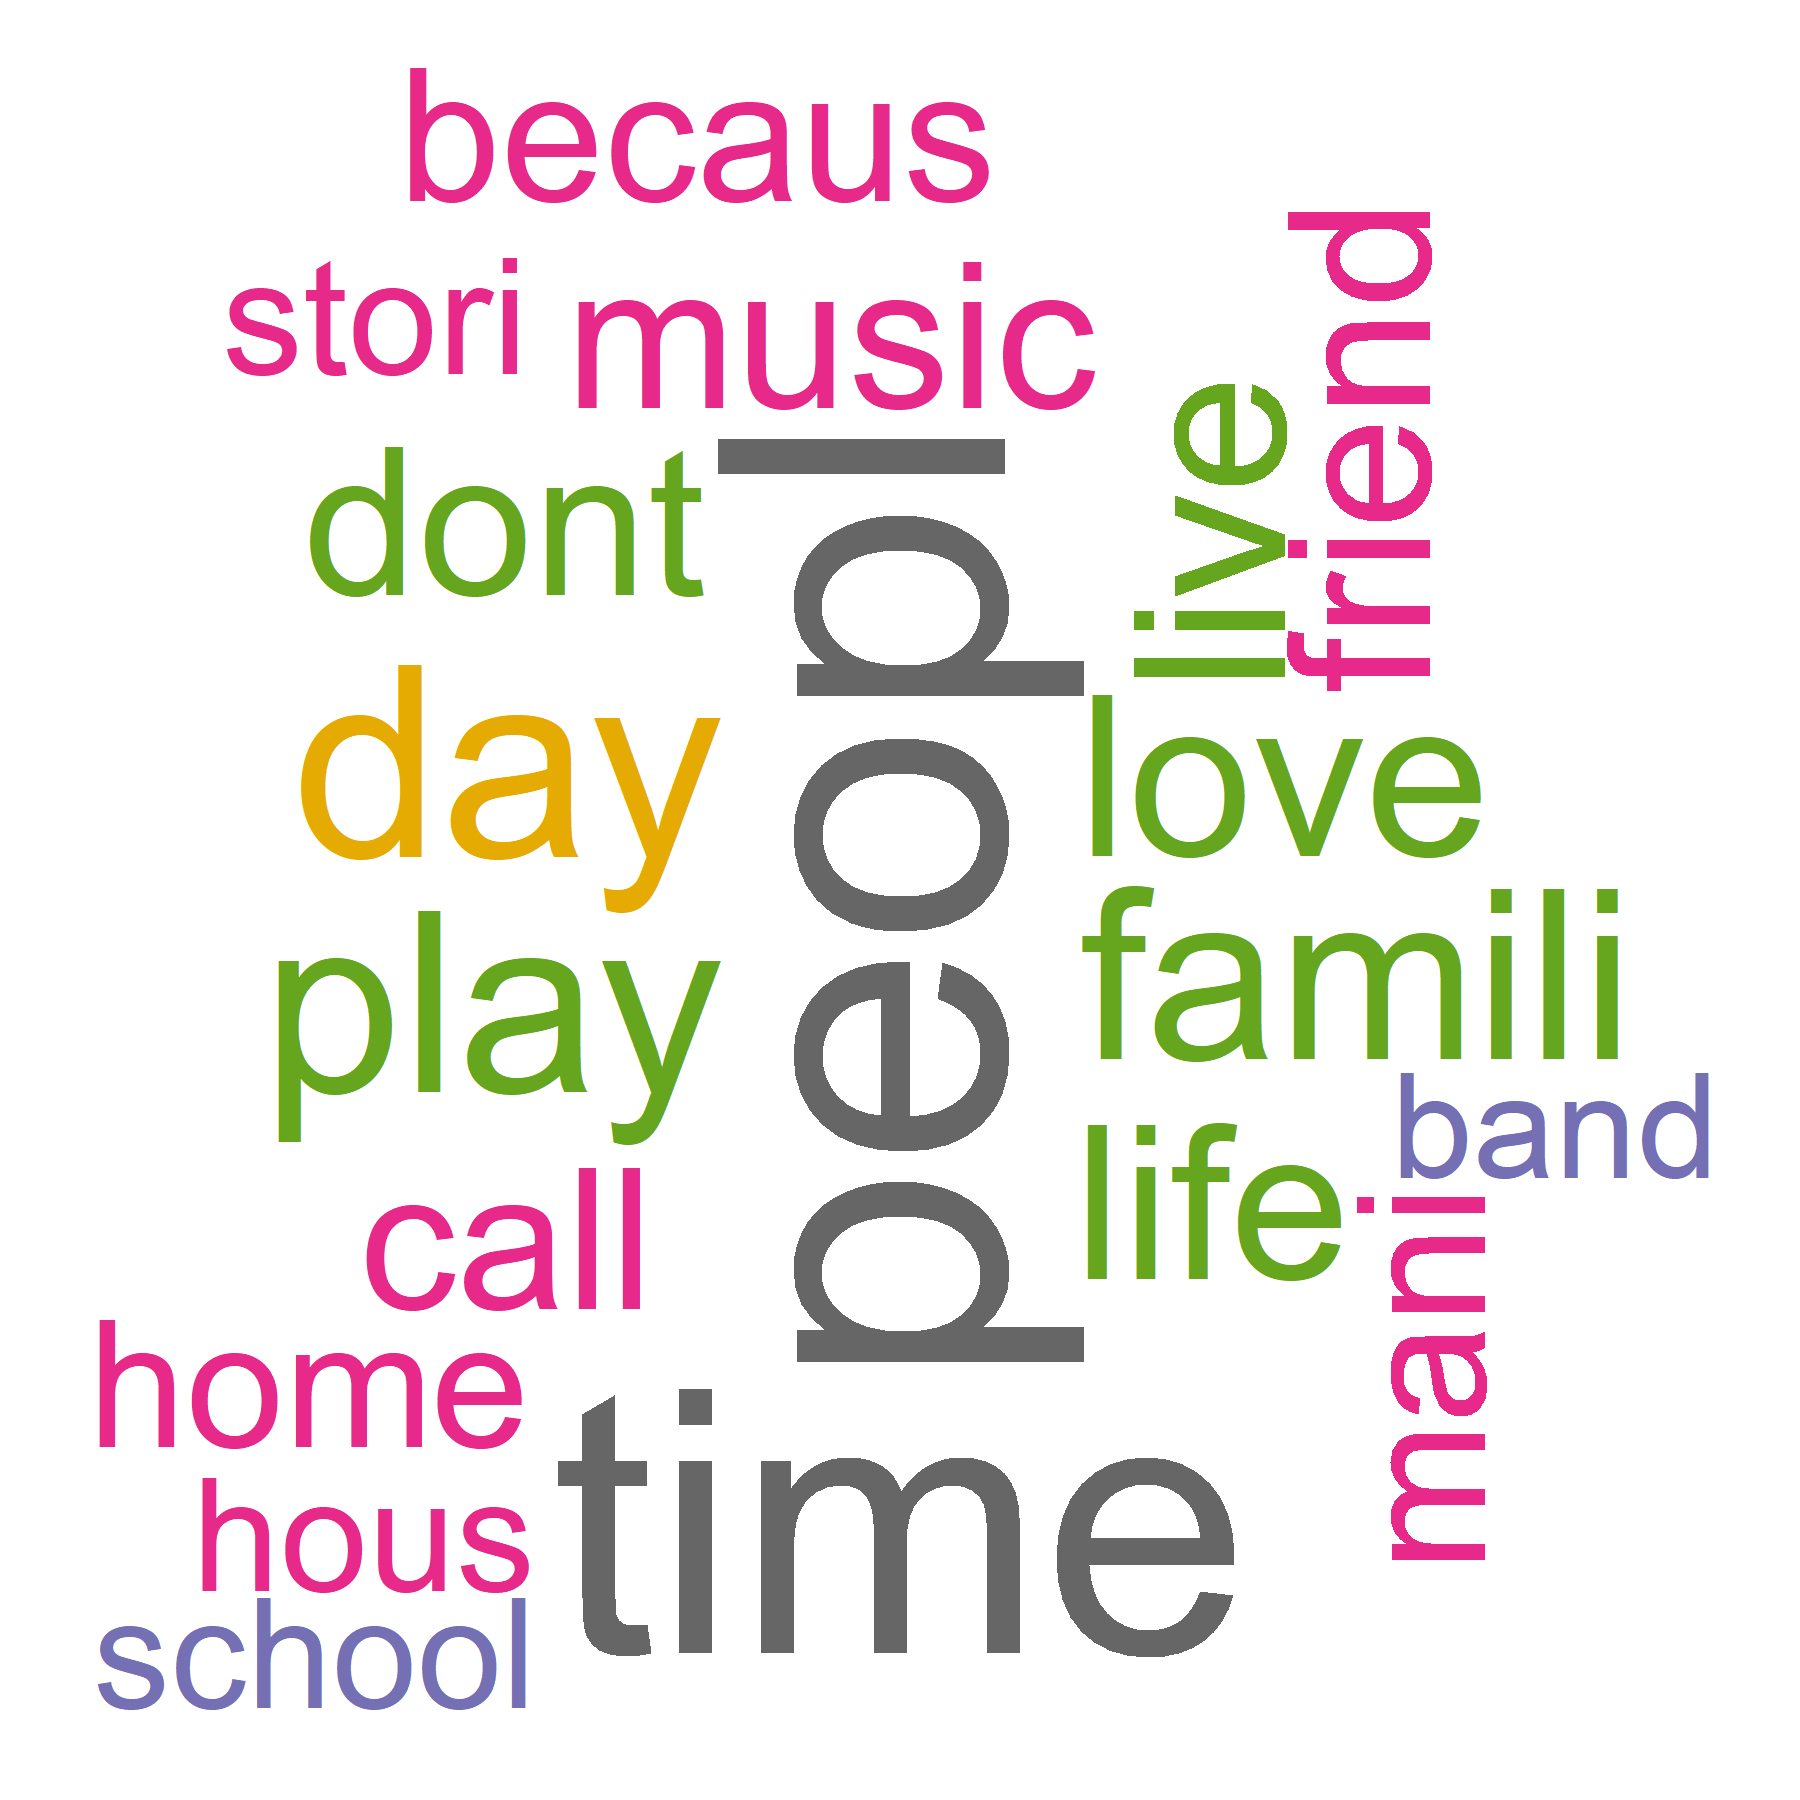 becaus
stori
music
friend
live
dont
peopl
day
love
play
famili
band
life
call
mani
home
time
hous
school